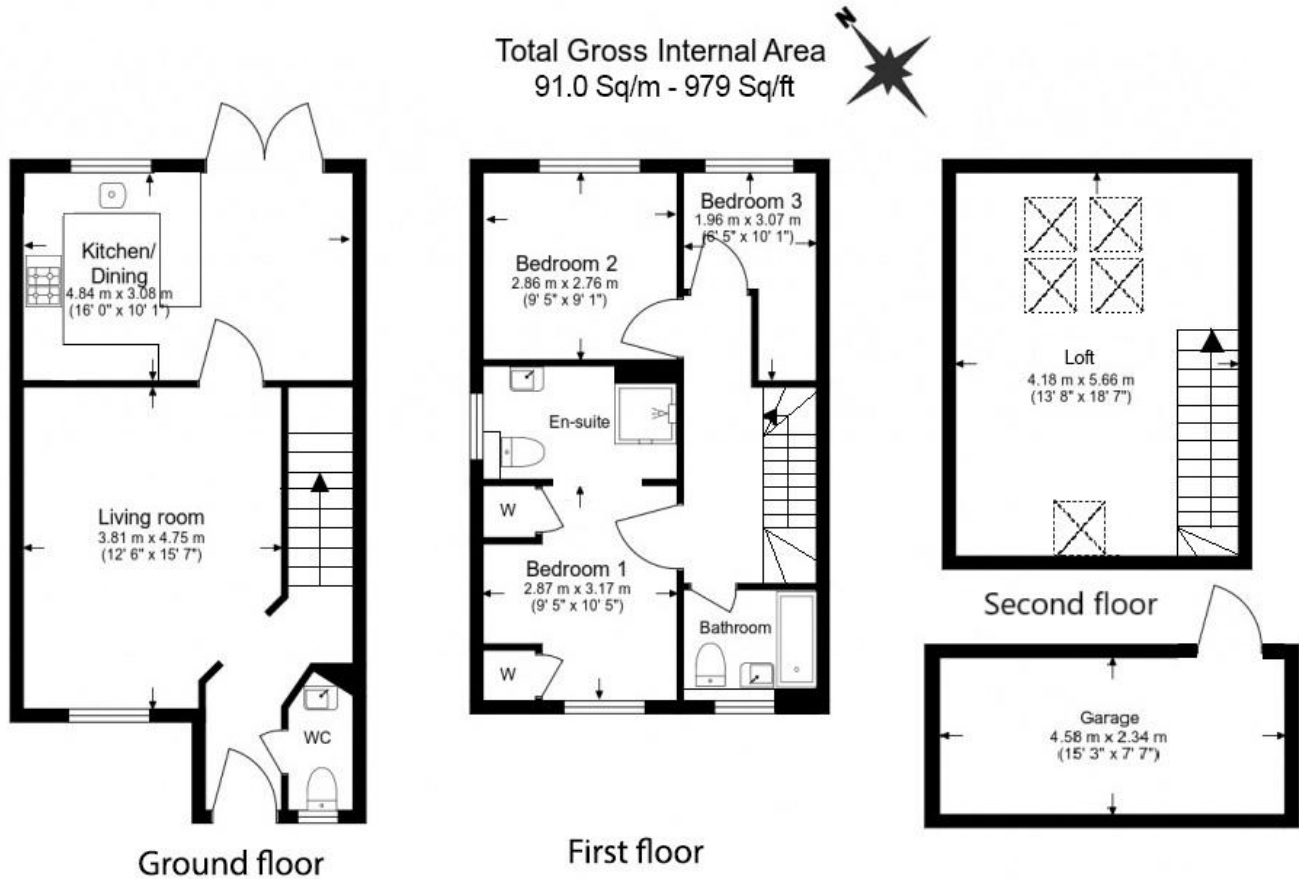 Total Gross Internal Area
91.0 Sq/m - 979 Sq/ft
N
Kitchen/
Dining
4.84 m x 3.08 m
(16' 0" x 10' 1")
Living room
3.81 m x 4.75 m
(12' 6" x 15' 7")
WC
Ground floor
Bedroom 2
2.86 m x 2.76 m
(9' 5" x 9' 1")
Bedroom 3
1.96 m x 3.07 m
(6' 5" x 10' 1")
En-suite
W
Bedroom 1
2.87 m x 3.17 m
(9' 5" x 10' 5")
W
Bathroom
First floor
Loft
4.18 m x 5.66 m
(13' 8" x 18' 7")
Second floor
Garage
4.58 m x 2.34 m
(15' 3" x 7' 7")